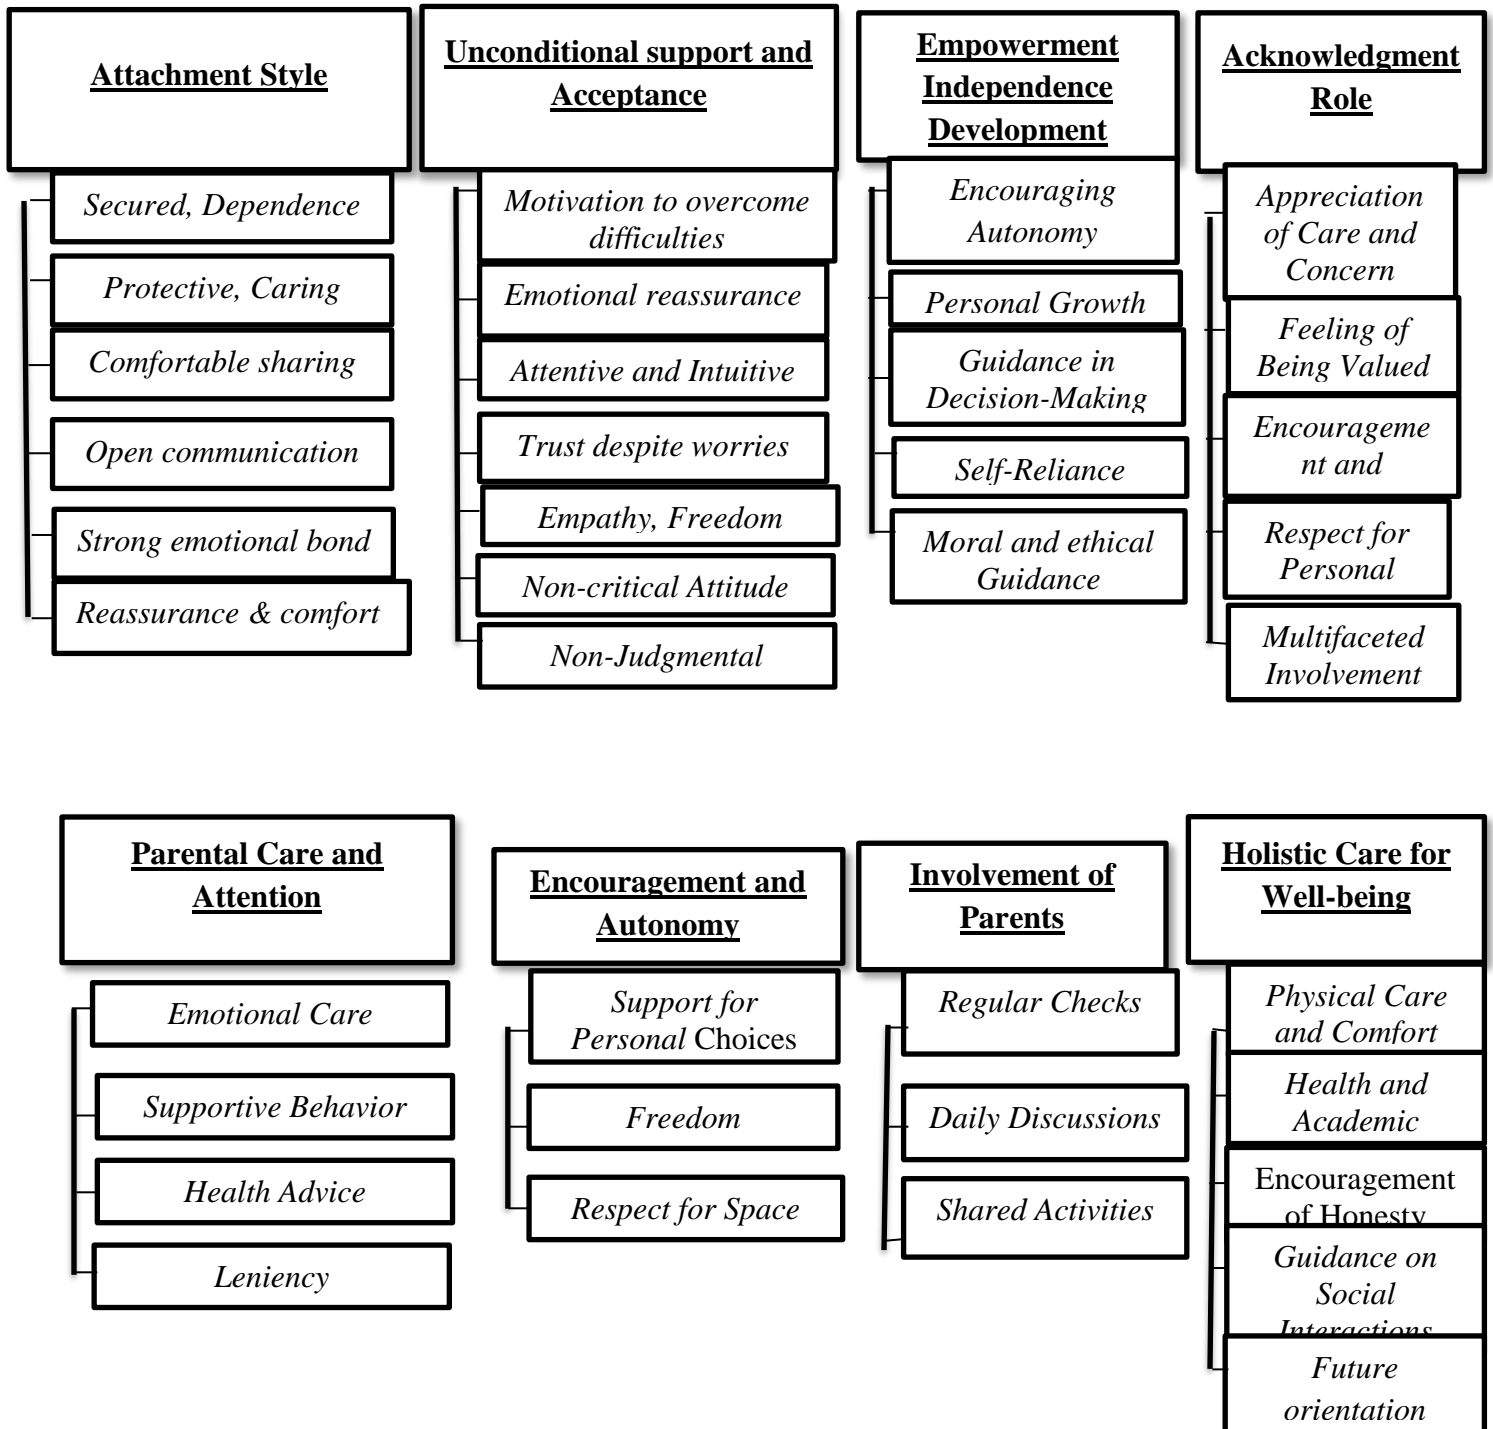 Attachment Style
Secured, Dependence
Protective, Caring
Comfortable sharing
Open communication
Strong emotional bond
Reassurance & comfort
Unconditional support and
Acceptance
Motivation to overcome
difficulties
Emotional reassurance
Attentive and Intuitive
Trust despite worries
Empathy, Freedom
Non-critical Attitude
Non-Judgmental
Empowerment
Independence
Development
Encouraging
Autonomy
Personal Growth
Guidance in
Decision-Making
Self-Reliance
Moral and ethical
Guidance
Acknowledgment
Role
Appreciation
of Care and
Concern
Feeling of
Being Valued
Encourageme
nt and
Respect for
Personal
Multifaceted
Involvement
Parental Care and
Attention
Emotional Care
Supportive Behavior
Health Advice
Leniency
Encouragement and
Autonomy
Support for
Personal Choices
Freedom
Respect for Space
Involvement of
Parents
Regular Checks
Daily Discussions
Shared Activities
Holistic Care for
Well-being
Physical Care
and Comfort
Health and
Academic
Encouragement
of Honesty
Guidance on
Social
Interactions
Future
orientation